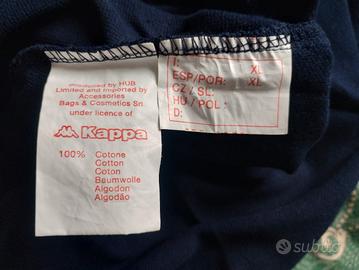 produced by HUB
Limited and imported by
Accessories
Bags & Cosmetics Srl
under licence of
Kappa
100% Cotone
Cotton
Coton
Baumwolle
Algodon
Algodão
I: XL
ESP/POR: XL
CZ / SL:
HU / POL:
D:
subito